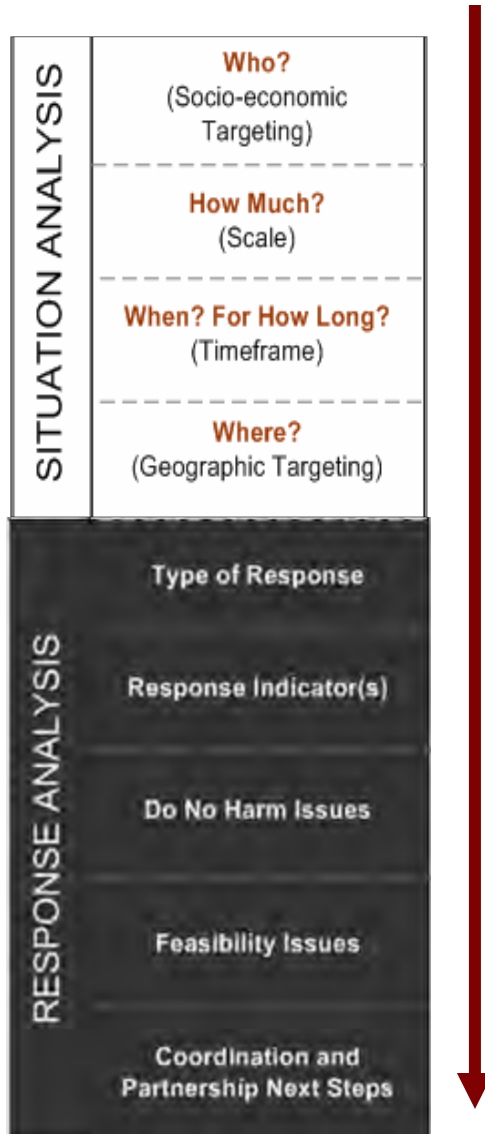 SITUATION ANALYSIS
Who?
(Socio-economic
Targeting)
How Much?
(Scale)
When? For How Long?
(Timeframe)
Where?
(Geographic Targeting)
RESPONSE ANALYSIS
Type of Response
Response Indicator(s)
Do No Harm Issues
Feasibility Issues
Coordination and
Partnership Next Steps